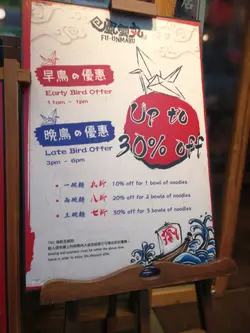 風雲丸
FU-UNMARU
早鳥の優惠
Early Bird Offer
11am - 1pm
晚鳥の優惠
Late Bird Offer
3pm - 6pm
Up to
30% off
一碗麵 九折 10% off for 1 bowl of noodles
兩碗麵 八折 20% off for 2 bowls of noodles
三碗麵 七折 30% off for 3 bowls of noodles